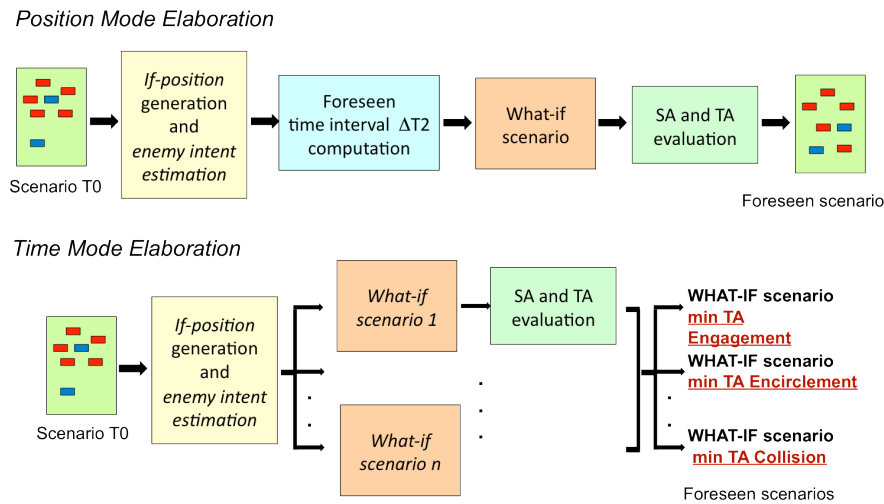 Position Mode Elaboration
Scenario T0
If-position
generation
and
enemy intent
estimation
Foreseen
time interval ΔT2
computation
What-if
scenario
SA and TA
evaluation
Foreseen scenario
Time Mode Elaboration
Scenario T0
If-position
generation
and
enemy intent
estimation
What-if
scenario 1
SA and TA
evaluation
What-if
scenario n
WHAT-IF scenario
min TA
Engagement
WHAT-IF scenario
min TA Encirclement
WHAT-IF scenario
min TA Collision
Foreseen scenarios